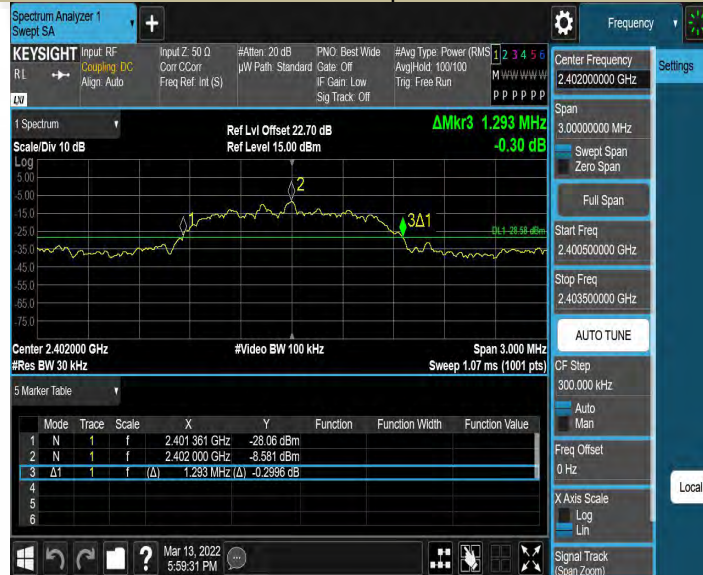 Spectrum Analyzer 1
Swept SA
+
Frequency
KEYSIGHT
RL
LXI
Input: RF
Coupling: DC
Align: Auto
Input Z: 50 Ω
Corr CCorr
Freq Ref: Int (S)
#Atten: 20 dB
µW Path: Standard
PNO: Best Wide
Gate: Off
IF Gain: Low
Sig Track: Off
#Avg Type: Power (RMS
Avg|Hold: 100/100
Trig: Free Run
1 2 3 4 5 6
M W W W W W
P P P P P P
1 Spectrum
Scale/Div 10 dB
Log
Ref Lvl Offset 22.70 dB
Ref Level 15.00 dBm
ΔMkr3 1.293 MHz
-0.30 dB
5.00
-5.00
-15.0
-25.0
-35.0
-45.0
-55.0
-65.0
-75.0
1
2
3Δ1
DL1 -28.58 dBm
Center 2.402000 GHz
#Res BW 30 kHz
#Video BW 100 kHz
Span 3.000 MHz
Sweep 1.07 ms (1001 pts)
5 Marker Table
Mode Trace Scale X Y Function Function Width Function Value
1 N 1 f 2.401 361 GHz -28.06 dBm
2 N 1 f 2.402 000 GHz -8.581 dBm
3 Δ1 1 f (Δ) 1.293 MHz (Δ) -0.2996 dB
4
5
6
? Mar 13, 2022
5:59:31 PM
Center Frequency
2.402000000 GHz
Settings
Span
3.00000000 MHz
Swept Span
Zero Span
Full Span
Start Freq
2.400500000 GHz
Stop Freq
2.403500000 GHz
AUTO TUNE
CF Step
300.000 kHz
Auto
Man
Freq Offset
0 Hz
Local
X Axis Scale
Log
Lin
Signal Track
(Span Zoom)